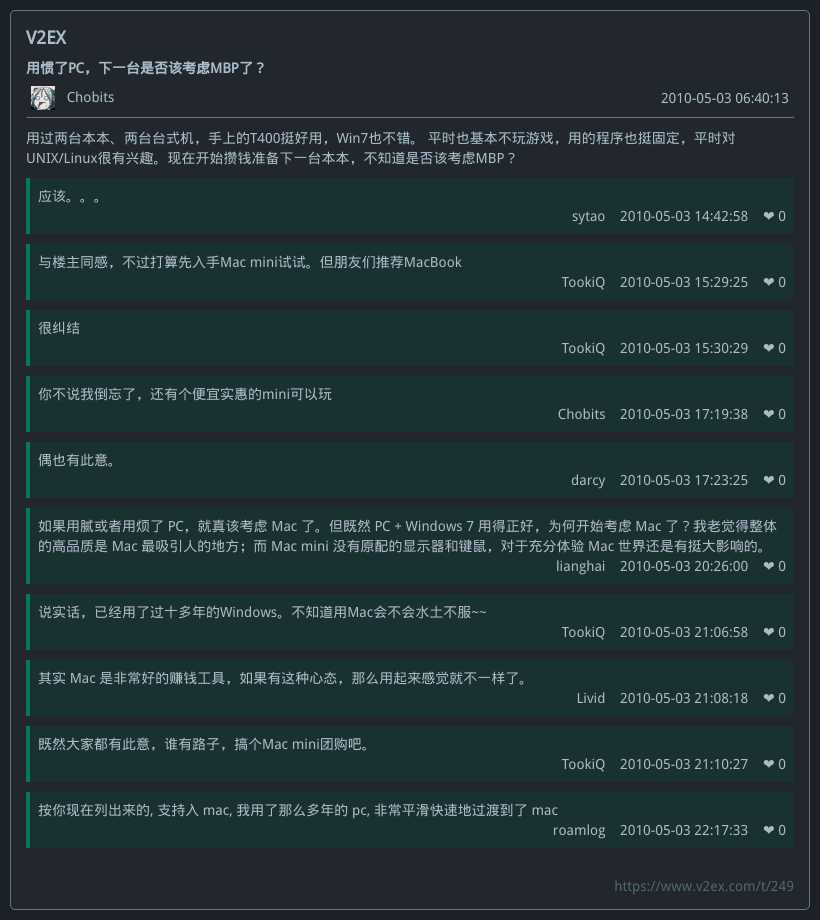 V2EX
用惯了PC，下一台是否该考虑MBP了？
Chobits 2010-05-03 06:40:13
用过两台本本、两台台式机，手上的T400挺好用，Win7也不错。 平时也基本不玩游戏，用的程序也挺固定，平时对
UNIX/Linux很有兴趣。现在开始攒钱准备下一台本本，不知道是否该考虑MBP？
应该。。。
sytao 2010-05-03 14:42:58 ❤ 0
与楼主同感，不过打算先入手Mac mini试试。但朋友们推荐MacBook
TookiQ 2010-05-03 15:29:25 ❤ 0
很纠结
TookiQ 2010-05-03 15:30:29 ❤ 0
你不说我倒忘了，还有个便宜实惠的mini可以玩
Chobits 2010-05-03 17:19:38 ❤ 0
偶也有此意。
darcy 2010-05-03 17:23:25 ❤ 0
如果用腻或者用烦了 PC，就真该考虑 Mac 了。但既然 PC + Windows 7 用得正好，为何开始考虑 Mac 了？我老觉得整体
的高品质是 Mac 最吸引人的地方；而 Mac mini 没有原配的显示器和键鼠，对于充分体验 Mac 世界还是有挺大影响的。
lianghai 2010-05-03 20:26:00 ❤ 0
说实话，已经用了过十多年的Windows。不知道用Mac会不会水土不服~~
TookiQ 2010-05-03 21:06:58 ❤ 0
其实 Mac 是非常好的赚钱工具，如果有这种心态，那么用起来感觉就不一样了。
Livid 2010-05-03 21:08:18 ❤ 0
既然大家都有此意，谁有路子，搞个Mac mini团购吧。
TookiQ 2010-05-03 21:10:27 ❤ 0
按你现在列出来的, 支持入 mac, 我用了那么多年的 pc, 非常平滑快速地过渡到了 mac
roamlog 2010-05-03 22:17:33 ❤ 0
https://www.v2ex.com/t/249